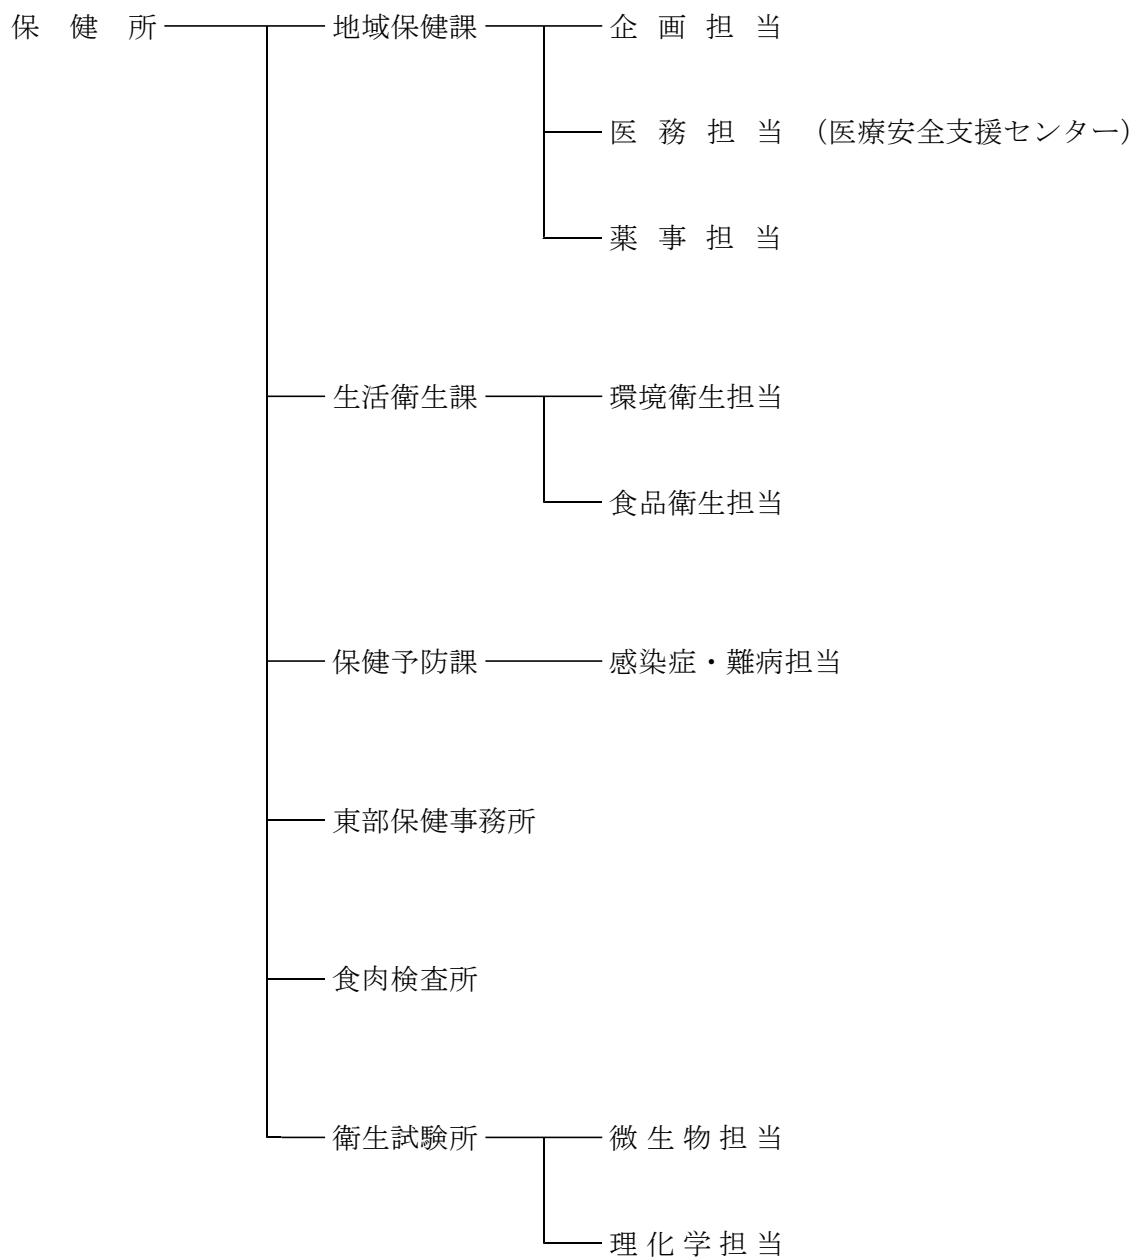 保健所 地域保健課 企画担当
医務担当 （医療安全支援センター）
薬事担当
生活衛生課 環境衛生担当
食品衛生担当
保健予防課 感染症・難病担当
東部保健事務所
食肉検査所
衛生試験所 微生物担当
理化学担当